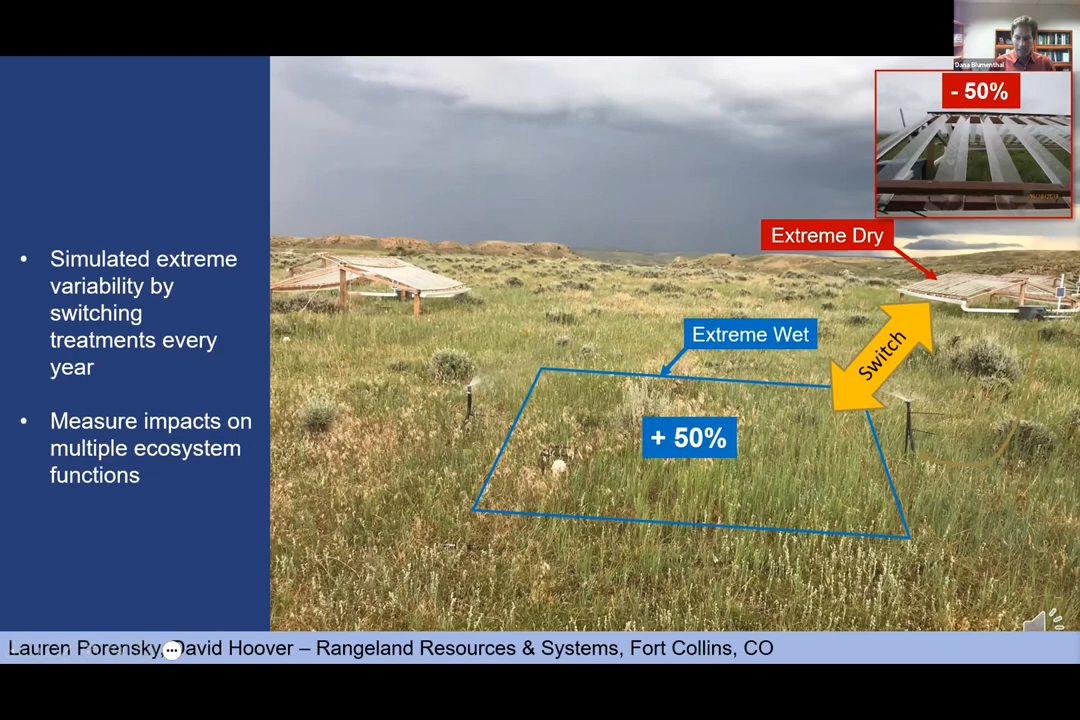 Dana Blumenthal
- 50%
Extreme Dry
Extreme Wet
Switch
+ 50%
• Simulated extreme
variability by
switching
treatments every
year
• Measure impacts on
multiple ecosystem
functions
Lauren Porensky, David Hoover – Rangeland Resources & Systems, Fort Collins, CO